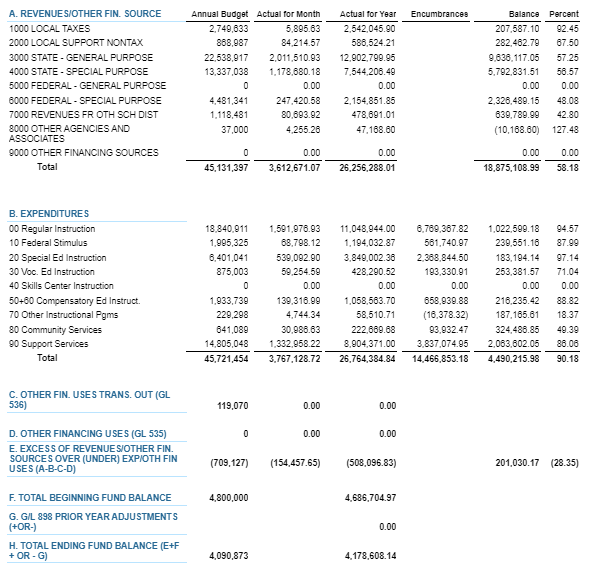 A. REVENUES/OTHER FIN. SOURCE Annual Budget Actual for Month Actual for Year Encumbrances Balance Percent
1000 LOCAL TAXES 2,749,633 5,895.63 2,542,045.90 207,587.10 92.45
2000 LOCAL SUPPORT NONTAX 868,987 84,214.57 586,524.21 282,462.79 67.50
3000 STATE - GENERAL PURPOSE 22,538,917 2,011,510.93 12,902,799.95 9,636,117.05 57.25
4000 STATE - SPECIAL PURPOSE 13,337,038 1,178,680.18 7,544,206.49 5,792,831.51 56.57
5000 FEDERAL - GENERAL PURPOSE 0 0.00 0.00 0.00 0.00
6000 FEDERAL - SPECIAL PURPOSE 4,481,341 247,420.58 2,154,851.85 2,326,489.15 48.08
7000 REVENUES FR OTH SCH DIST 1,118,481 80,693.92 478,691.01 639,789.99 42.80
8000 OTHER AGENCIES AND
ASSOCIATES 37,000 4,255.26 47,168.60 (10,168.60) 127.48
9000 OTHER FINANCING SOURCES 0 0.00 0.00 0.00 0.00
Total 45,131,397 3,612,671.07 26,256,288.01 18,875,108.99 58.18
B. EXPENDITURES
00 Regular Instruction 18,840,911 1,591,976.93 11,048,944.00 6,769,367.82 1,022,599.18 94.57
10 Federal Stimulus 1,995,325 68,798.12 1,194,032.87 561,740.97 239,551.16 87.99
20 Special Ed Instruction 6,401,041 539,092.90 3,849,002.36 2,368,844.50 183,194.14 97.14
30 Voc. Ed Instruction 875,003 59,254.59 428,290.52 193,330.91 253,381.57 71.04
40 Skills Center Instruction 0 0.00 0.00 0.00 0.00 0.00
50+60 Compensatory Ed Instruct. 1,933,739 139,316.99 1,058,563.70 658,939.88 216,235.42 88.82
70 Other Instructional Pgms 229,298 4,744.34 58,510.71 (16,378.32) 187,165.61 18.37
80 Community Services 641,089 30,986.63 222,669.68 93,932.47 324,486.85 49.39
90 Support Services 14,805,048 1,332,958.22 8,904,371.00 3,837,074.95 2,063,602.05 86.06
Total 45,721,454 3,767,128.72 26,764,384.84 14,466,853.18 4,490,215.98 90.18
C. OTHER FIN. USES TRANS. OUT (GL
536) 119,070 0.00 0.00
D. OTHER FINANCING USES (GL 535) 0 0.00 0.00
E. EXCESS OF REVENUES/OTHER FIN.
SOURCES OVER (UNDER) EXP/OTH FIN
USES (A-B-C-D) (709,127) (154,457.65) (508,096.83) 201,030.17 (28.35)
F. TOTAL BEGINNING FUND BALANCE 4,800,000 4,686,704.97
G. G/L 898 PRIOR YEAR ADJUSTMENTS
(+OR-) 0.00
H. TOTAL ENDING FUND BALANCE (E+F
+ OR - G) 4,090,873 4,178,608.14